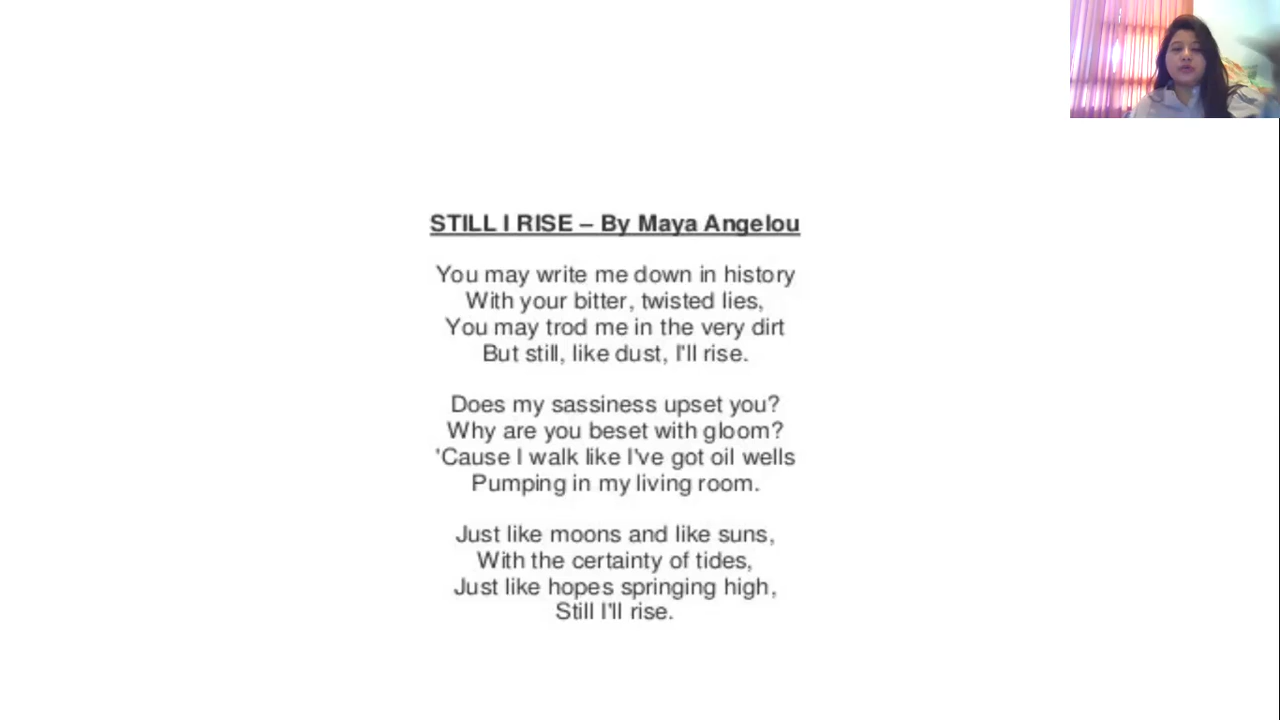 STILL I RISE – By Maya Angelou
You may write me down in history
With your bitter, twisted lies,
You may trod me in the very dirt
But still, like dust, I'll rise.
Does my sassiness upset you?
Why are you beset with gloom?
'Cause I walk like I've got oil wells
Pumping in my living room.
Just like moons and like suns,
With the certainty of tides,
Just like hopes springing high,
Still I'll rise.